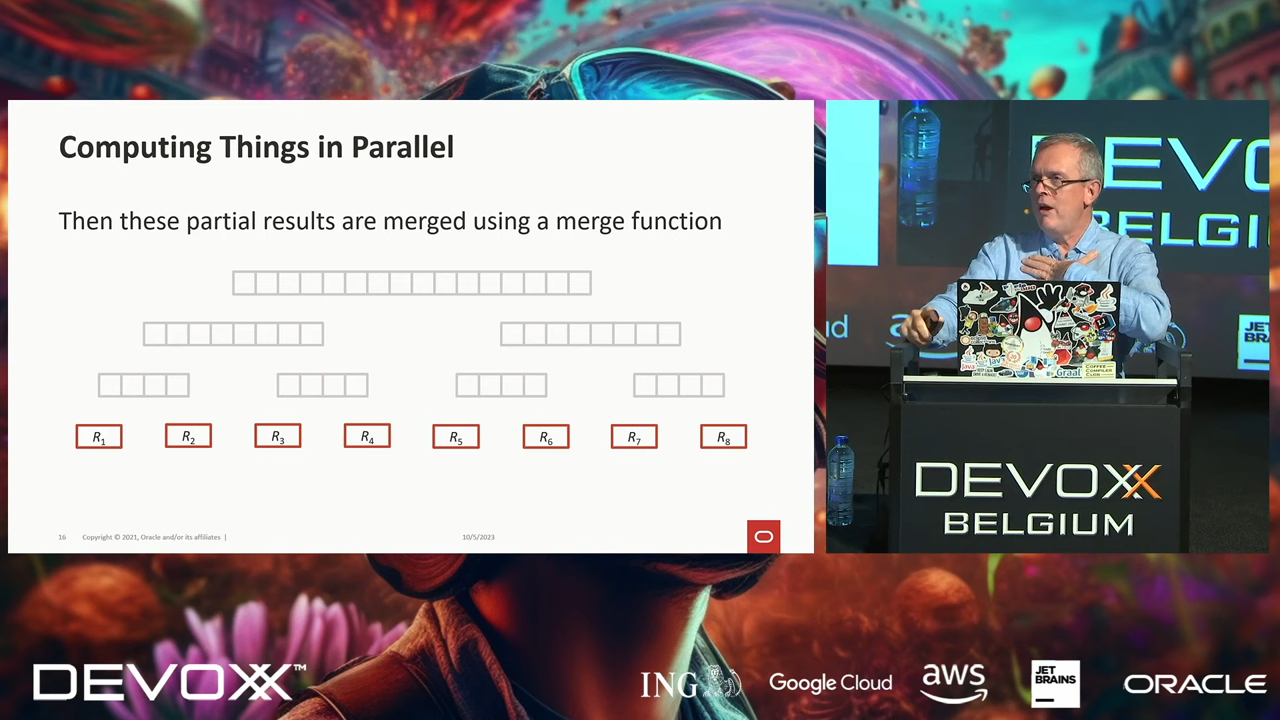 Computing Things in Parallel
Then these partial results are merged using a merge function
R1 R2 R3 R4 R5 R6 R7 R8
16 Copyright © 2021, Oracle and/or its affiliates |
10/5/2023
DEVOXX
BELGIUM
DEVOXX™
ING
Google Cloud
aws
JET
BRAINS
ORACLE